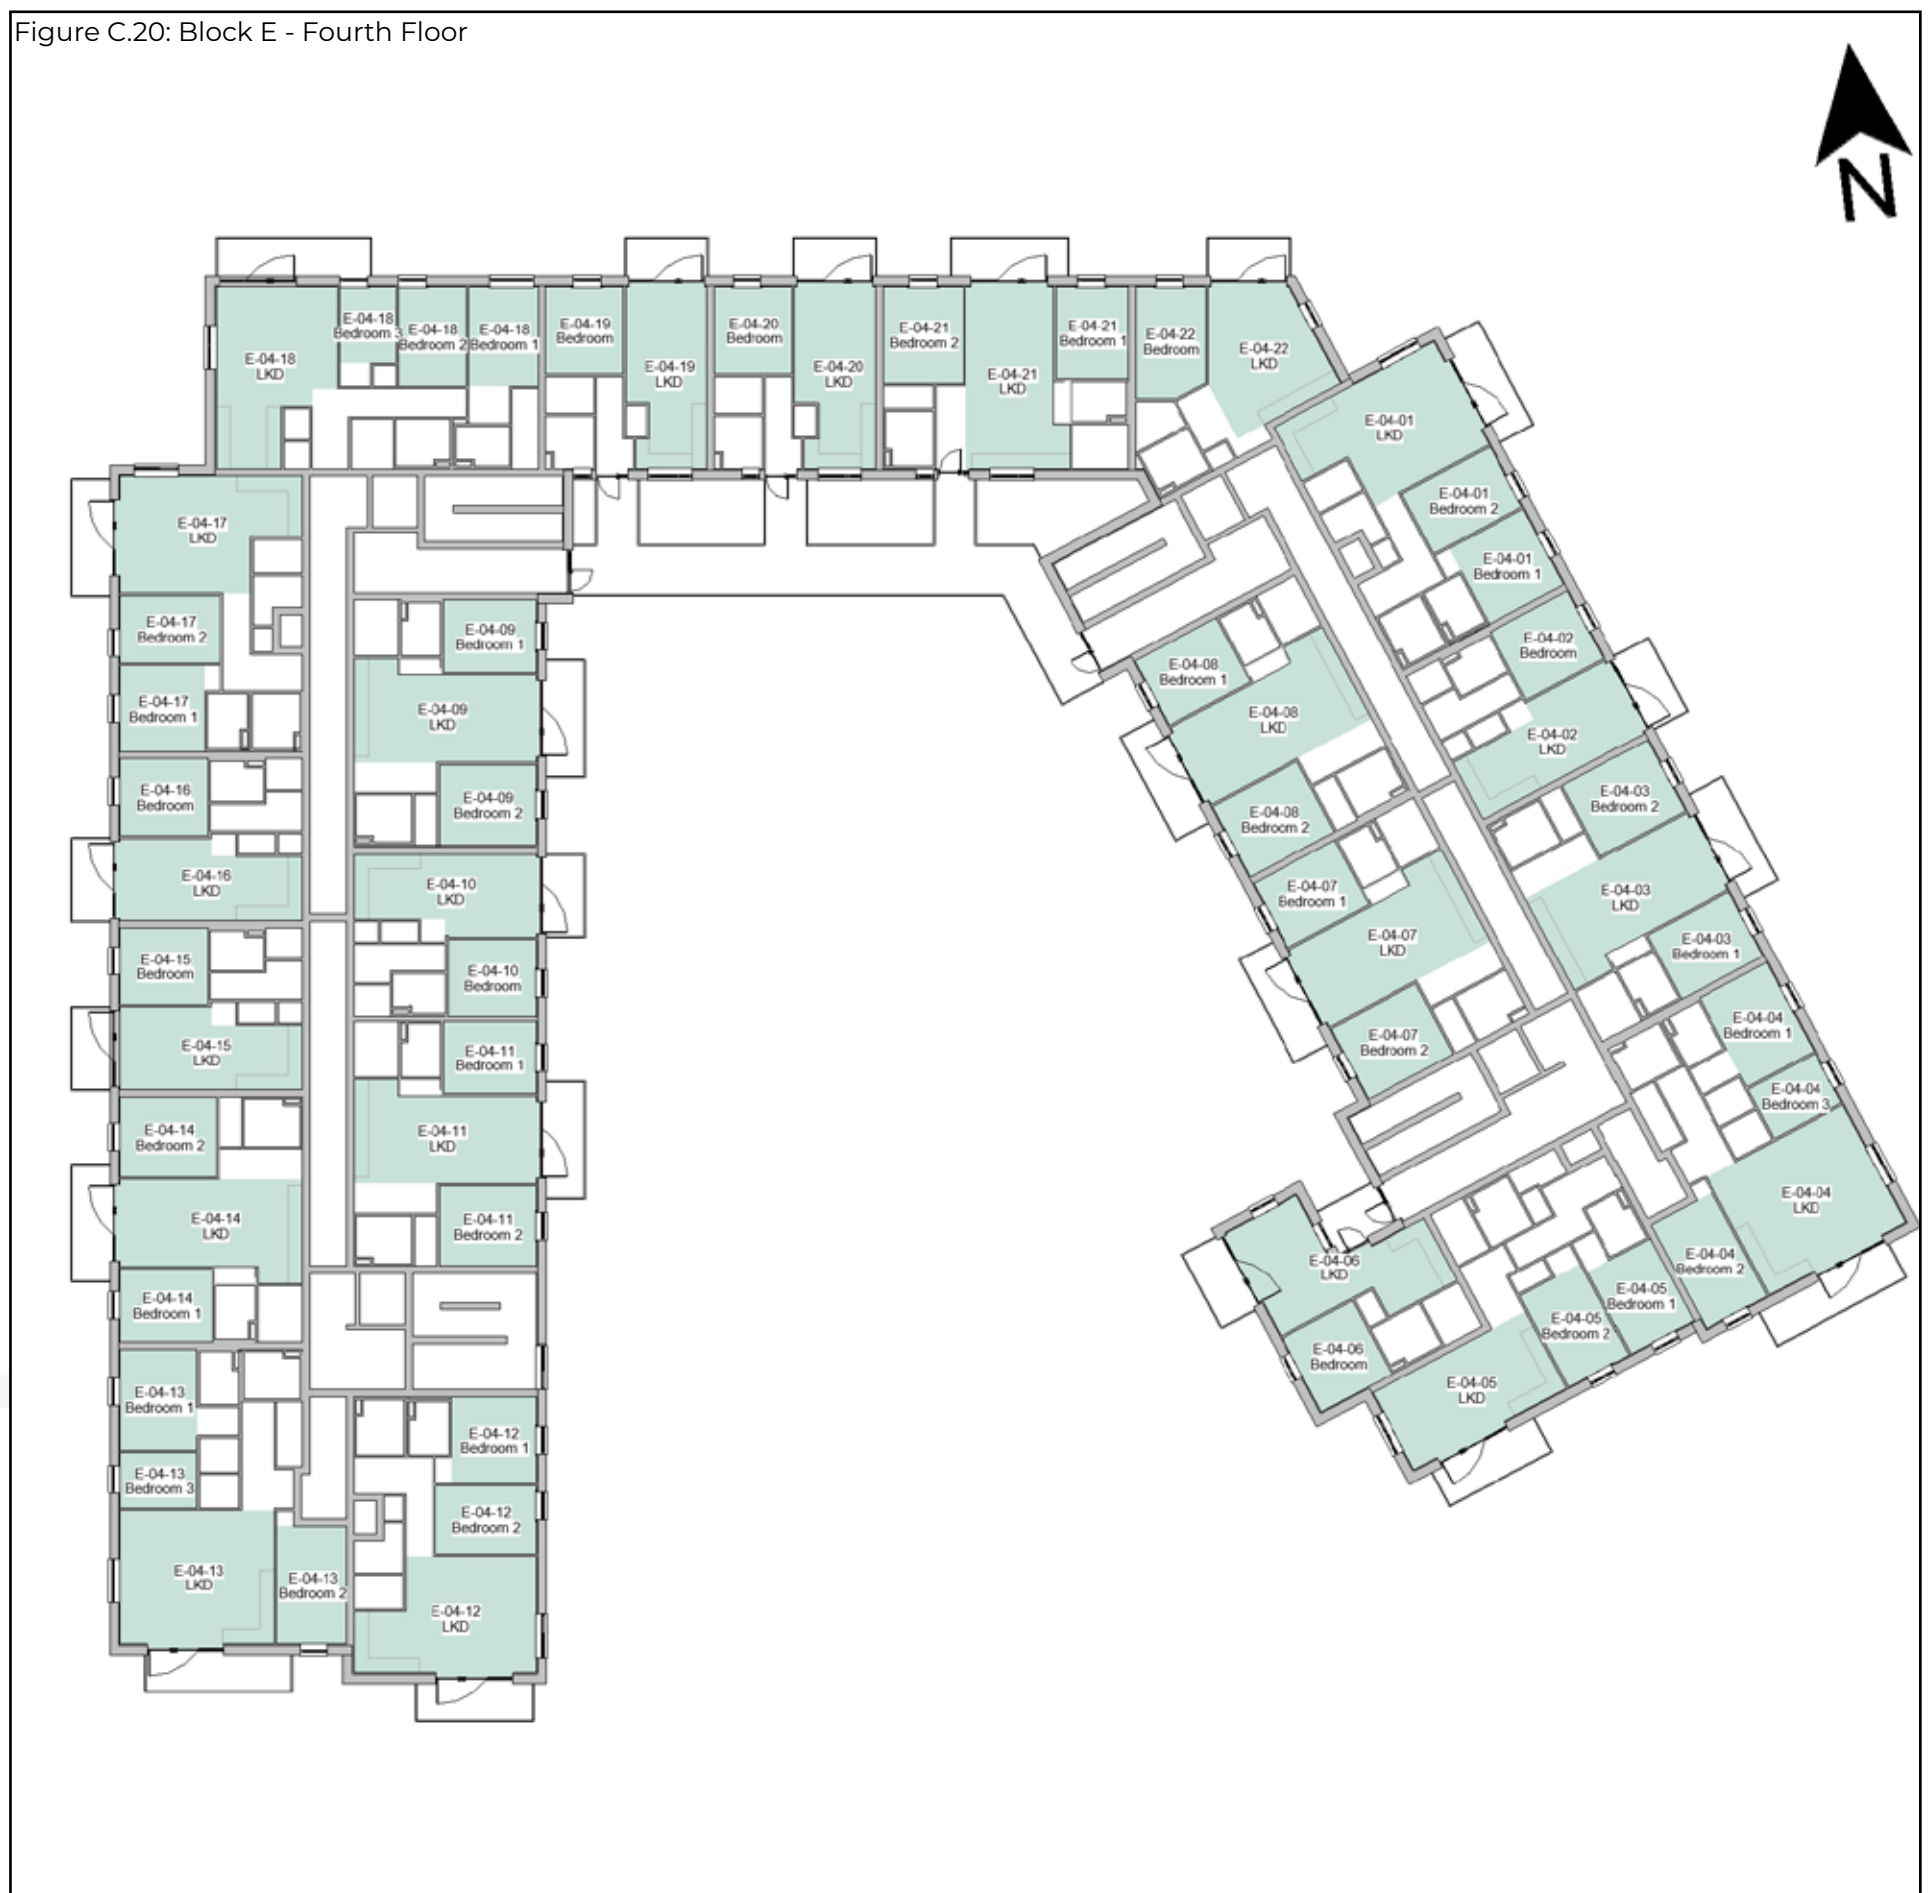 Figure C.20: Block E - Fourth Floor
N
E-04-18
LKD
E-04-18
Bedroom 3
E-04-18
Bedroom 2
E-04-18
Bedroom 1
E-04-19
Bedroom
E-04-19
LKD
E-04-20
Bedroom
E-04-20
LKD
E-04-21
Bedroom 2
E-04-21
LKD
E-04-21
Bedroom 1
E-04-22
Bedroom
E-04-22
LKD
E-04-01
LKD
E-04-01
Bedroom 2
E-04-01
Bedroom 1
E-04-02
Bedroom
E-04-02
LKD
E-04-03
Bedroom 2
E-04-03
LKD
E-04-03
Bedroom 1
E-04-04
Bedroom 1
E-04-04
Bedroom 3
E-04-04
LKD
E-04-04
Bedroom 2
E-04-05
Bedroom 1
E-04-05
Bedroom 2
E-04-05
LKD
E-04-06
LKD
E-04-06
Bedroom
E-04-08
Bedroom 1
E-04-08
LKD
E-04-08
Bedroom 2
E-04-07
Bedroom 1
E-04-07
LKD
E-04-07
Bedroom 2
E-04-17
LKD
E-04-17
Bedroom 2
E-04-17
Bedroom 1
E-04-16
Bedroom
E-04-16
LKD
E-04-15
Bedroom
E-04-15
LKD
E-04-14
Bedroom 2
E-04-14
LKD
E-04-14
Bedroom 1
E-04-13
Bedroom 1
E-04-13
Bedroom 3
E-04-13
LKD
E-04-13
Bedroom 2
E-04-09
Bedroom 1
E-04-09
LKD
E-04-09
Bedroom 2
E-04-10
LKD
E-04-10
Bedroom
E-04-11
Bedroom 1
E-04-11
LKD
E-04-11
Bedroom 2
E-04-12
Bedroom 1
E-04-12
Bedroom 2
E-04-12
LKD